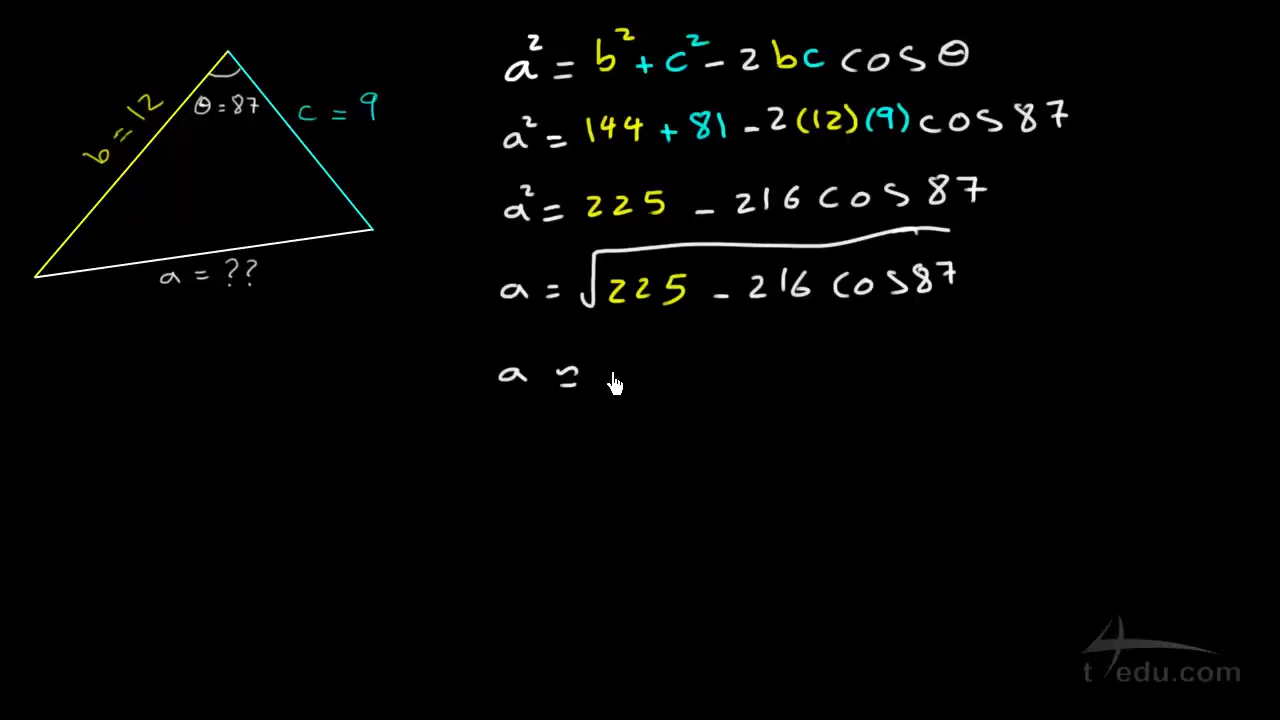 b = 12
θ = 87
c = 9
a = ??
a² = b² + c² - 2bc cos θ
a² = 144 + 81 - 2(12)(9) cos 87
a² = 225 - 216 cos 87
a = √225 - 216 cos 87
a ≃
t4edu.com